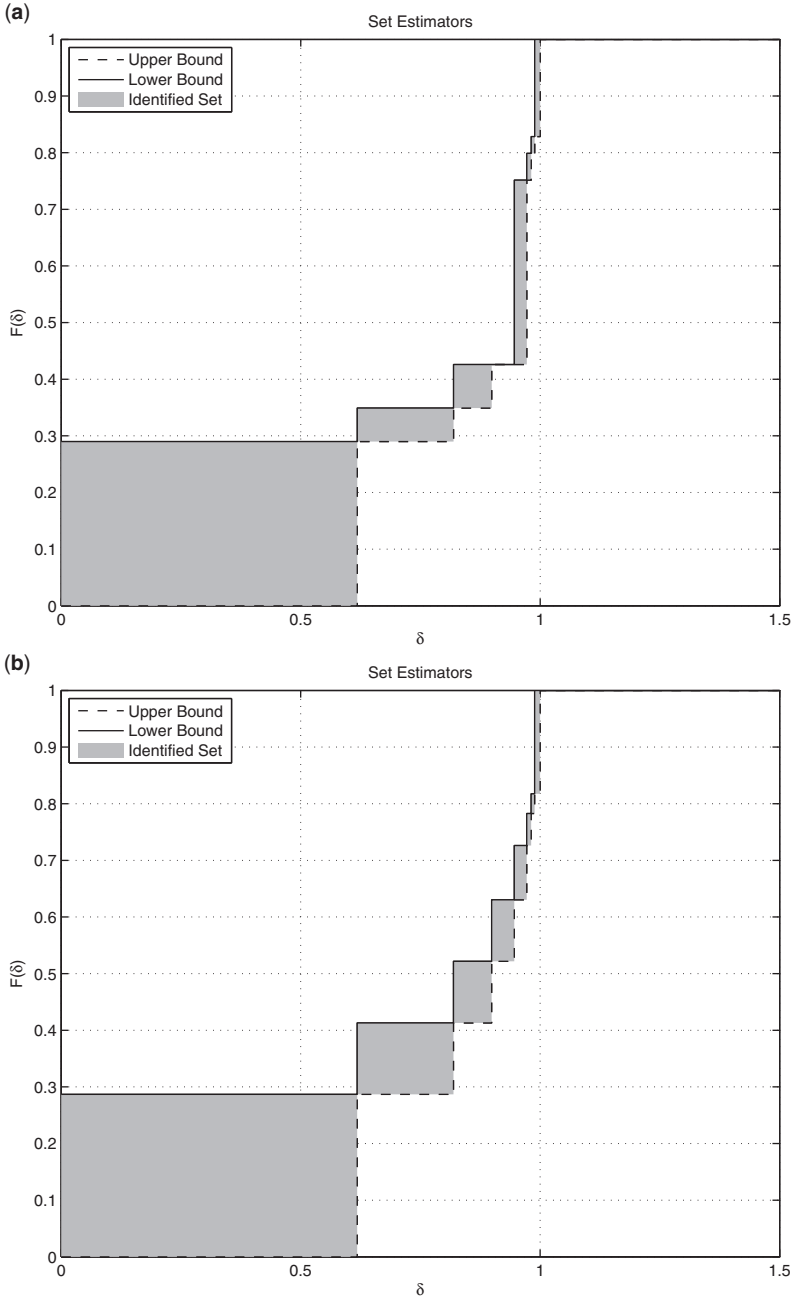 (a)
Set Estimators
Upper Bound
Lower Bound
Identified Set
1
0.9
0.8
0.7
0.6
0.5
0.4
0.3
0.2
0.1
0
F(δ)
0 0.5 1 1.5
δ
(b)
Set Estimators
Upper Bound
Lower Bound
Identified Set
1
0.9
0.8
0.7
0.6
0.5
0.4
0.3
0.2
0.1
0
F(δ)
0 0.5 1 1.5
δ